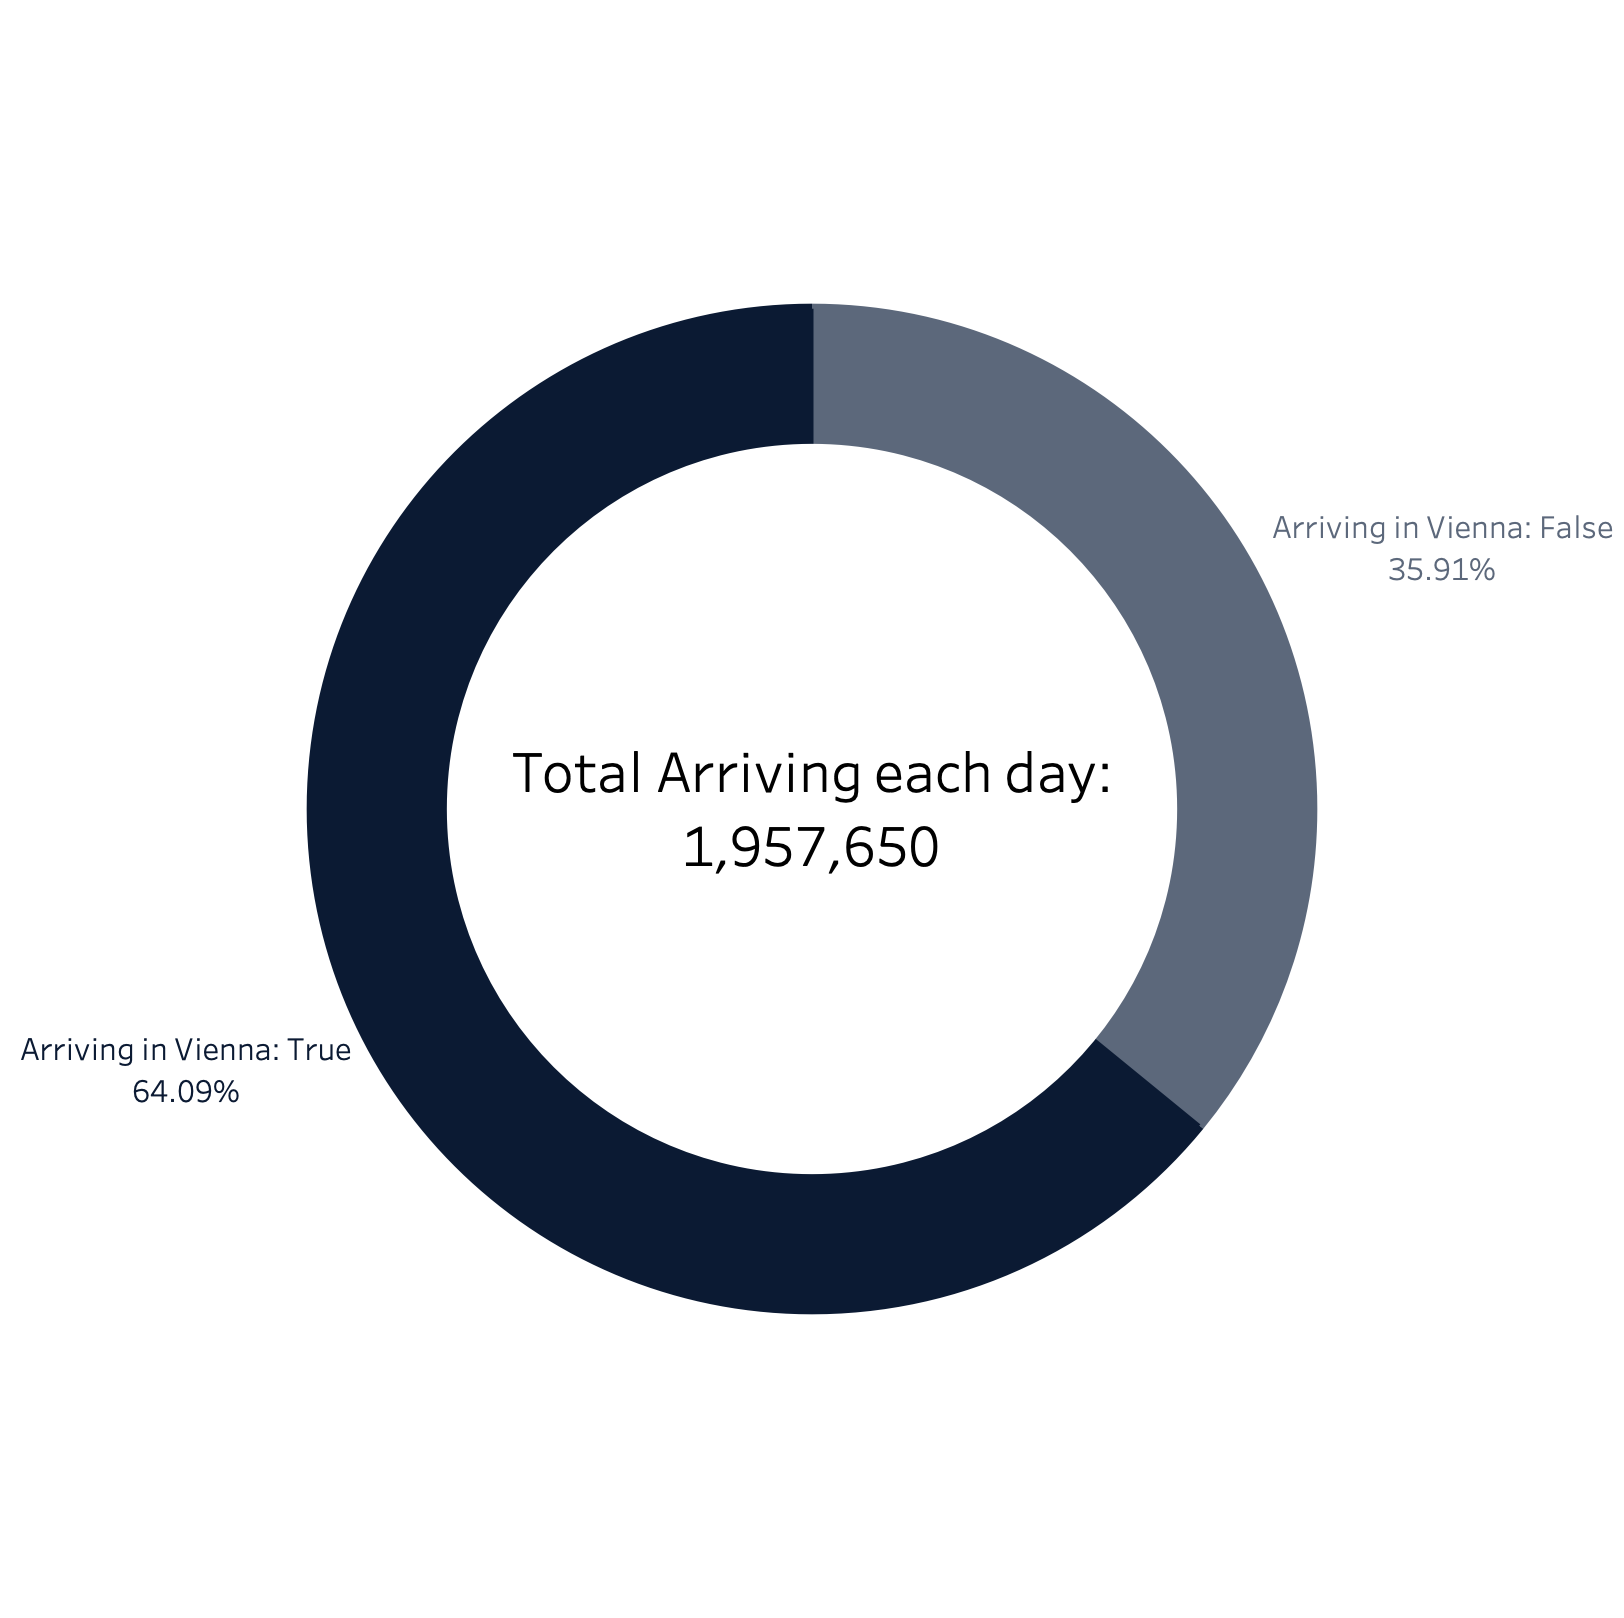 Arriving in Vienna: False
35.91%
Total Arriving each day:
1,957,650
Arriving in Vienna: True
64.09%